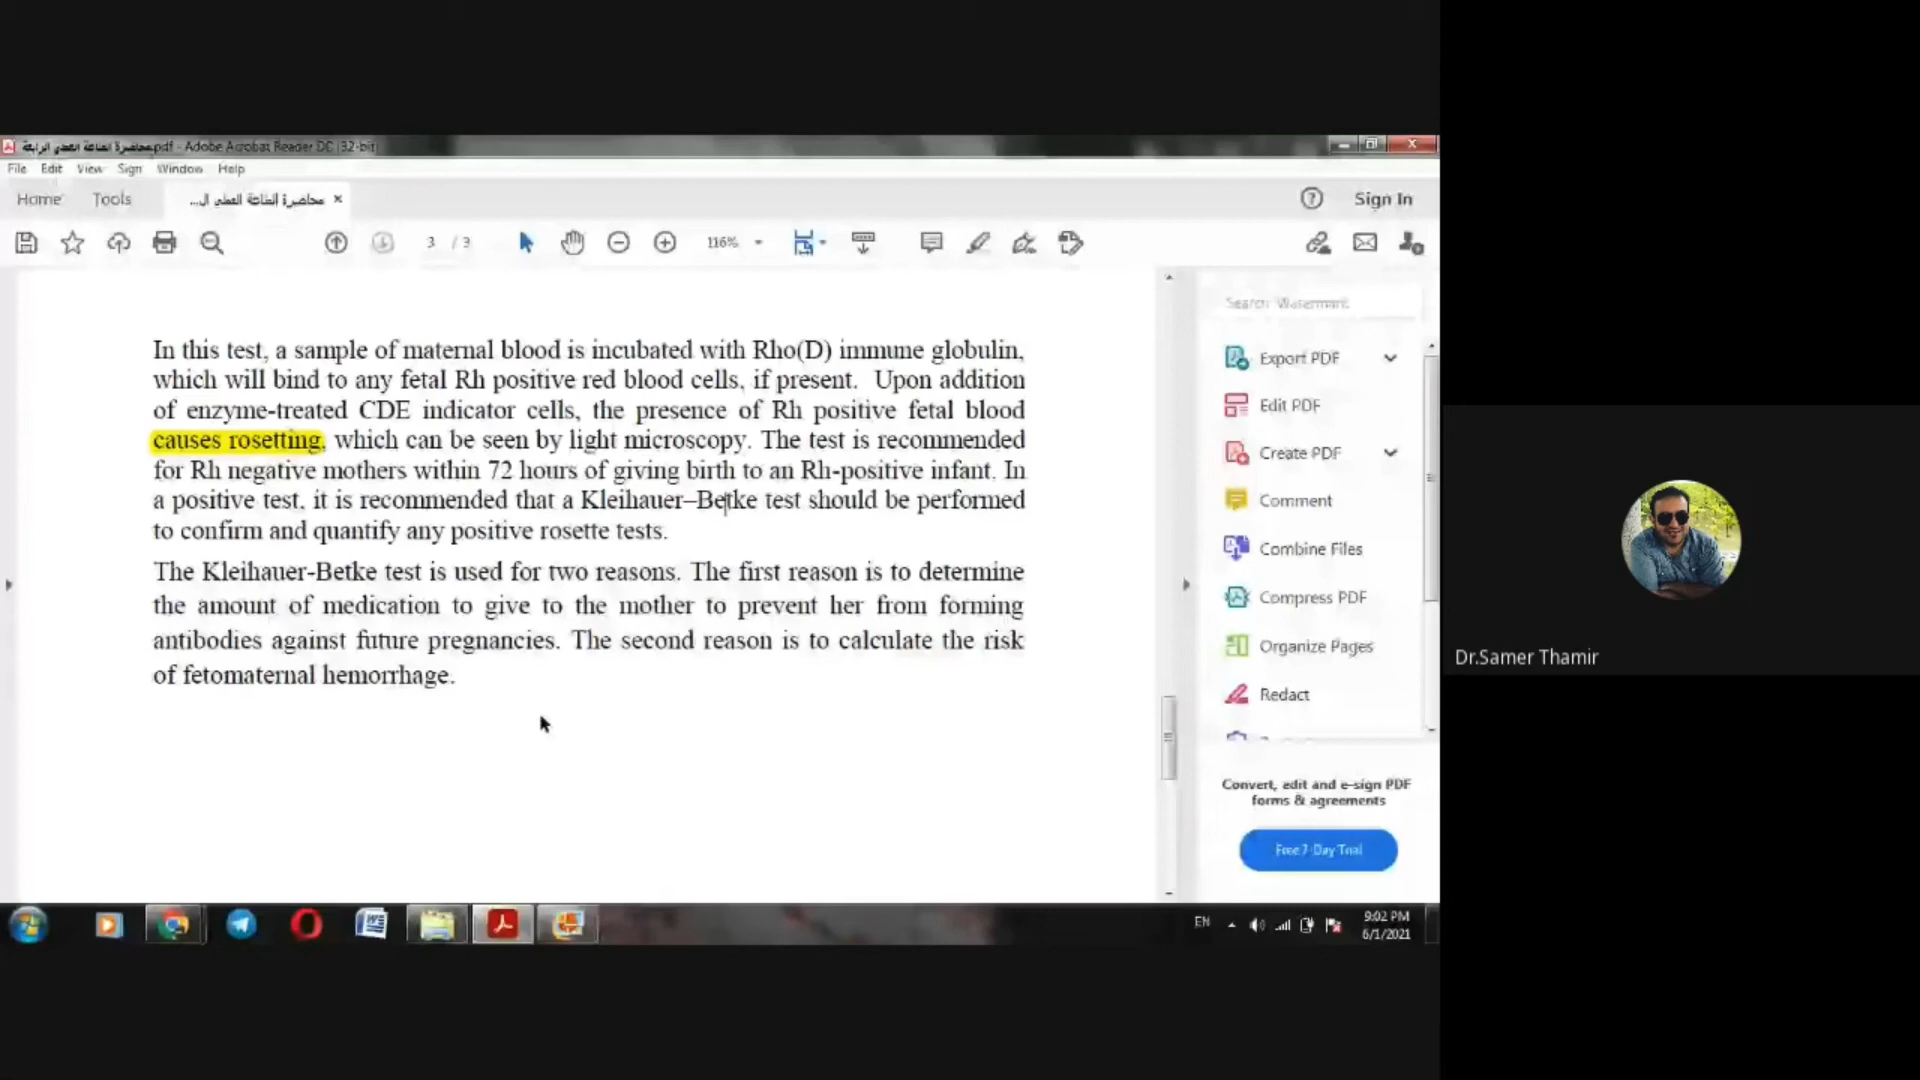 محاضرة المناعة العملي الرابعة.pdf - Adobe Acrobat Reader DC (32-bit)
File Edit View Sign Window Help
Home Tools محاضرة المناعة العملي ال... × Sign In
3 / 3 116%
In this test, a sample of maternal blood is incubated with Rho(D) immune globulin,
which will bind to any fetal Rh positive red blood cells, if present. Upon addition
of enzyme-treated CDE indicator cells, the presence of Rh positive fetal blood
causes rosetting, which can be seen by light microscopy. The test is recommended
for Rh negative mothers within 72 hours of giving birth to an Rh-positive infant. In
a positive test, it is recommended that a Kleihauer–Betke test should be performed
to confirm and quantify any positive rosette tests.
The Kleihauer-Betke test is used for two reasons. The first reason is to determine
the amount of medication to give to the mother to prevent her from forming
antibodies against future pregnancies. The second reason is to calculate the risk
of fetomaternal hemorrhage.
Search 'Watermark'
Export PDF
Edit PDF
Create PDF
Comment
Combine Files
Compress PDF
Organize Pages
Redact
Convert, edit and e-sign PDF
forms & agreements
Free 7-Day Trial
Dr.Samer Thamir
EN
9:02 PM
6/1/2021